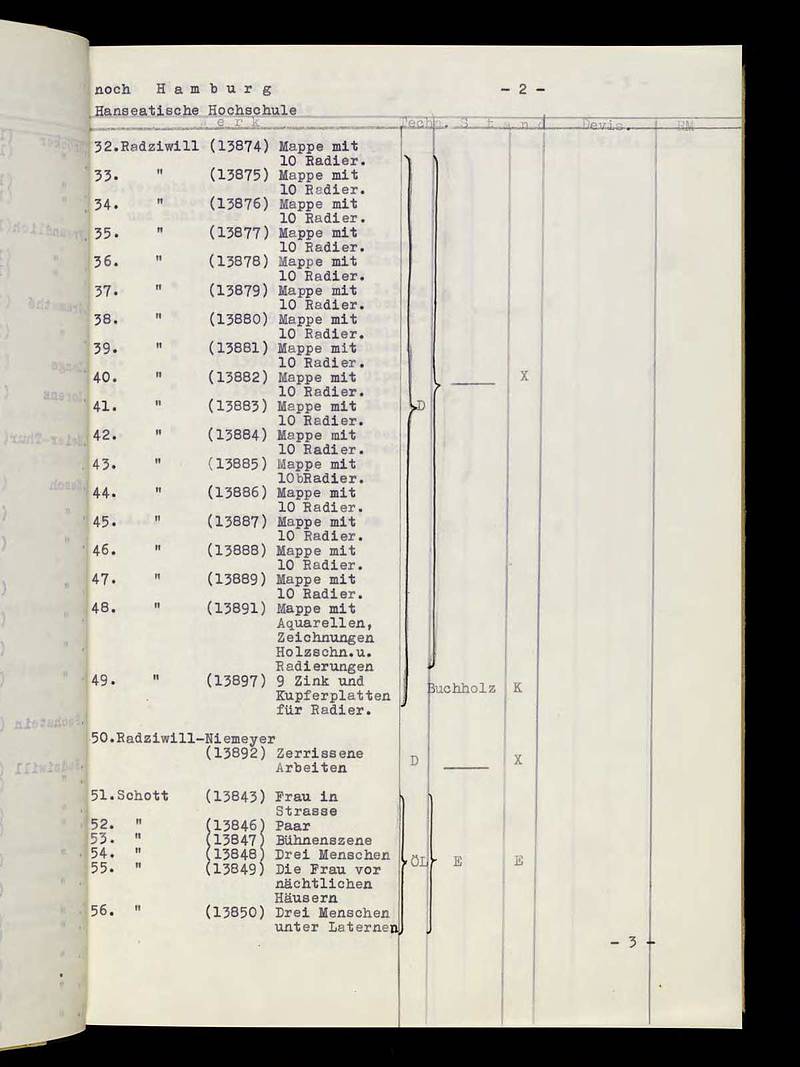 noch H a m b u r g - 2 -
Hanseatische Hochschule
W e r k Techn. S t a n d Devis. RM
32.Radziwill (13874) Mappe mit
10 Radier.
33. " (13875) Mappe mit
10 Radier.
34. " (13876) Mappe mit
10 Radier.
35. " (13877) Mappe mit
10 Radier.
36. " (13878) Mappe mit
10 Radier.
37. " (13879) Mappe mit
10 Radier.
38. " (13880) Mappe mit
10 Radier.
39. " (13881) Mappe mit
10 Radier.
40. " (13882) Mappe mit X
10 Radier.
41. " (13883) Mappe mit D
10 Radier.
42. " (13884) Mappe mit
10 Radier.
43. " (13885) Mappe mit
10bRadier.
44. " (13886) Mappe mit
10 Radier.
45. " (13887) Mappe mit
10 Radier.
46. " (13888) Mappe mit
10 Radier.
47. " (13889) Mappe mit
10 Radier.
48. " (13891) Mappe mit
Aquarellen,
Zeichnungen
Holzschn.u.
Radierungen
49. " (13897) 9 Zink und Buchholz K
Kupferplatten
für Radier.
50.Radziwill-Niemeyer
(13892) Zerrissene D X
Arbeiten
51.Schott (13843) Frau in
Strasse
52. " (13846) Paar
53. " (13847) Bühnenszene
54. " (13848) Drei Menschen
55. " (13849) Die Frau vor ÖL E E
nächtlichen
Häusern
56. " (13850) Drei Menschen
unter Laternen
- 3 -